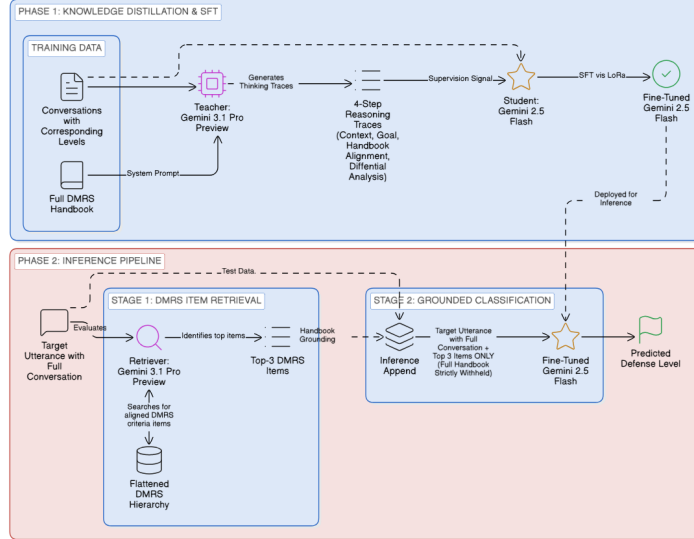 PHASE 1: KNOWLEDGE DISTILLATION & SFT
TRAINING DATA
Conversations
with
Corresponding
Levels
Full DMRS
Handbook
System Prompt
Teacher:
Gemini 3.1 Pro
Preview
Generates
Thinking Traces
4-Step
Reasoning
Traces
(Context, Goal,
Handbook
Alignment,
Diffential
Analysis)
Supervision Signal
Student:
Gemini 2.5
Flash
SFT vis LoRa
Fine-Tuned
Gemini 2.5
Flash
Deployed for
Inference
PHASE 2: INFERENCE PIPELINE
Test Data
Target
Utterance with
Full
Conversation
Evaluates
STAGE 1: DMRS ITEM RETRIEVAL
Retriever:
Gemini 3.1 Pro
Preview
Identifies top items
Top-3 DMRS
Items
Searches for
aligned DMRS
criteria items
Flattened
DMRS
Hierarchy
Handbook
Grounding
STAGE 2: GROUNDED CLASSIFICATION
Inference
Append
Target Utterance
with Full
Conversation +
Top 3 Items ONLY
(Full Handbook
Strictly Withheld)
Fine-Tuned
Gemini 2.5
Flash
Predicted
Defense Level